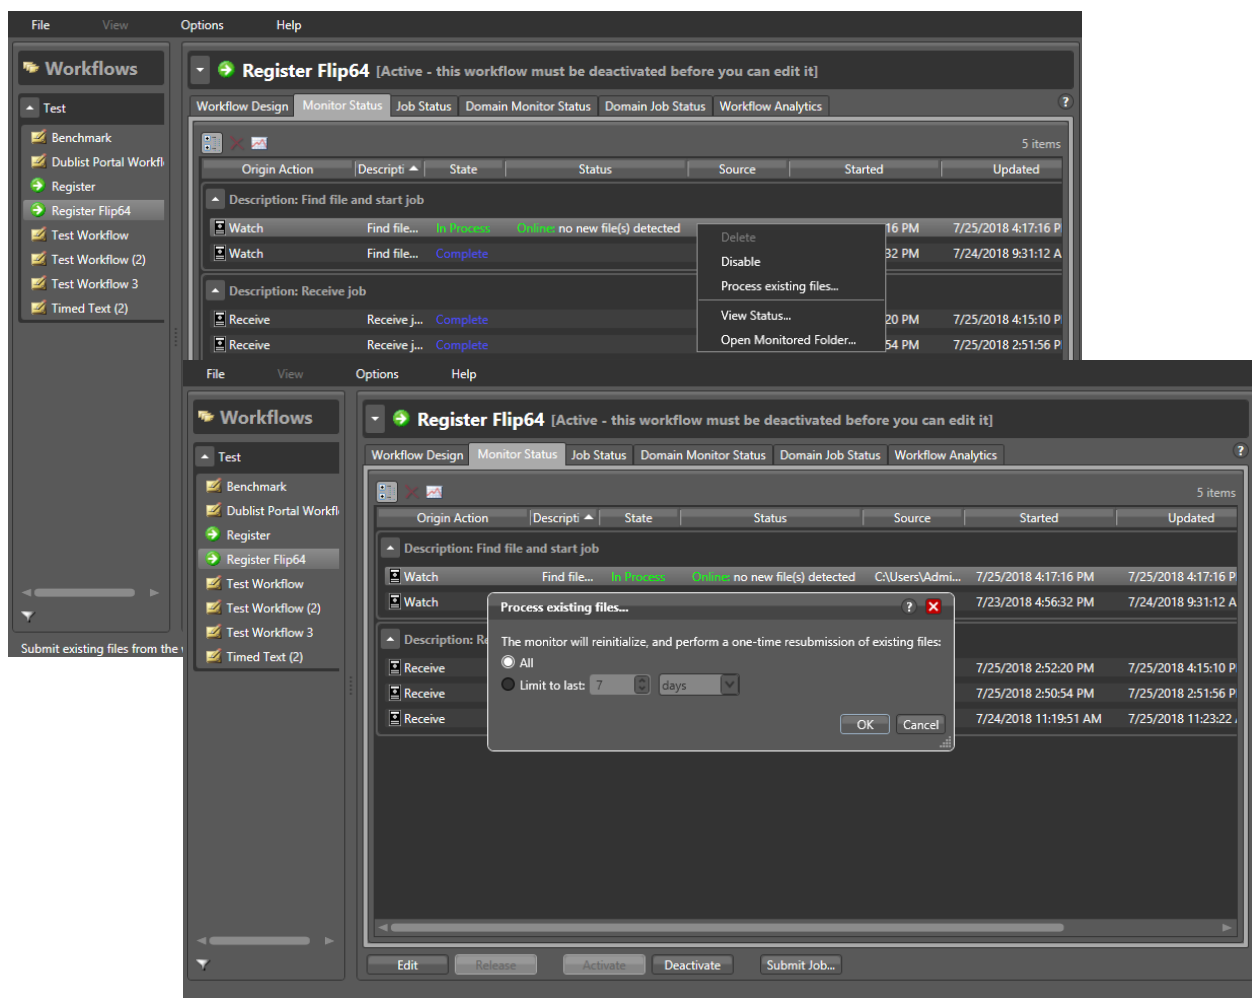 File View Options Help
Workflows
Register Flip64 [Active - this workflow must be deactivated before you can edit it]
Test
Workflow Design Monitor Status Job Status Domain Monitor Status Domain Job Status Workflow Analytics ?
Benchmark
Dublist Portal Workfl
Register
Register Flip64
Test Workflow
Test Workflow (2)
Test Workflow 3
Timed Text (2)
5 items
Origin Action Descripti State Status Source Started Updated
Description: Find file and start job
Watch Find file... In Process Online: no new file(s) detected 16 PM 7/25/2018 4:17:16 P
Watch Find file... Complete 32 PM 7/24/2018 9:31:12 A
Description: Receive job
Receive Receive j... Complete 20 PM 7/25/2018 4:15:10 P
Receive Receive j... Complete 54 PM 7/25/2018 2:51:56 P
Delete
Disable
Process existing files...
View Status...
Open Monitored Folder...
Submit existing files from the
File View Options Help
Workflows
Register Flip64 [Active - this workflow must be deactivated before you can edit it]
Test
Workflow Design Monitor Status Job Status Domain Monitor Status Domain Job Status Workflow Analytics ?
Benchmark
Dublist Portal Workfl
Register
Register Flip64
Test Workflow
Test Workflow (2)
Test Workflow 3
Timed Text (2)
5 items
Origin Action Descripti State Status Source Started Updated
Description: Find file and start job
Watch Find file... In Process Online: no new file(s) detected C:\Users\Admi... 7/25/2018 4:17:16 PM 7/25/2018 4:17:16 P
Watch 7/23/2018 4:56:32 PM 7/24/2018 9:31:12 A
Description: Re
Receive 7/25/2018 2:52:20 PM 7/25/2018 4:15:10 P
Receive 7/25/2018 2:50:54 PM 7/25/2018 2:51:56 P
Receive 7/24/2018 11:19:51 AM 7/25/2018 11:23:22
Process existing files... ?
The monitor will reinitialize, and perform a one-time resubmission of existing files:
All
Limit to last: 7 days
OK Cancel
Edit Release Activate Deactivate Submit Job...